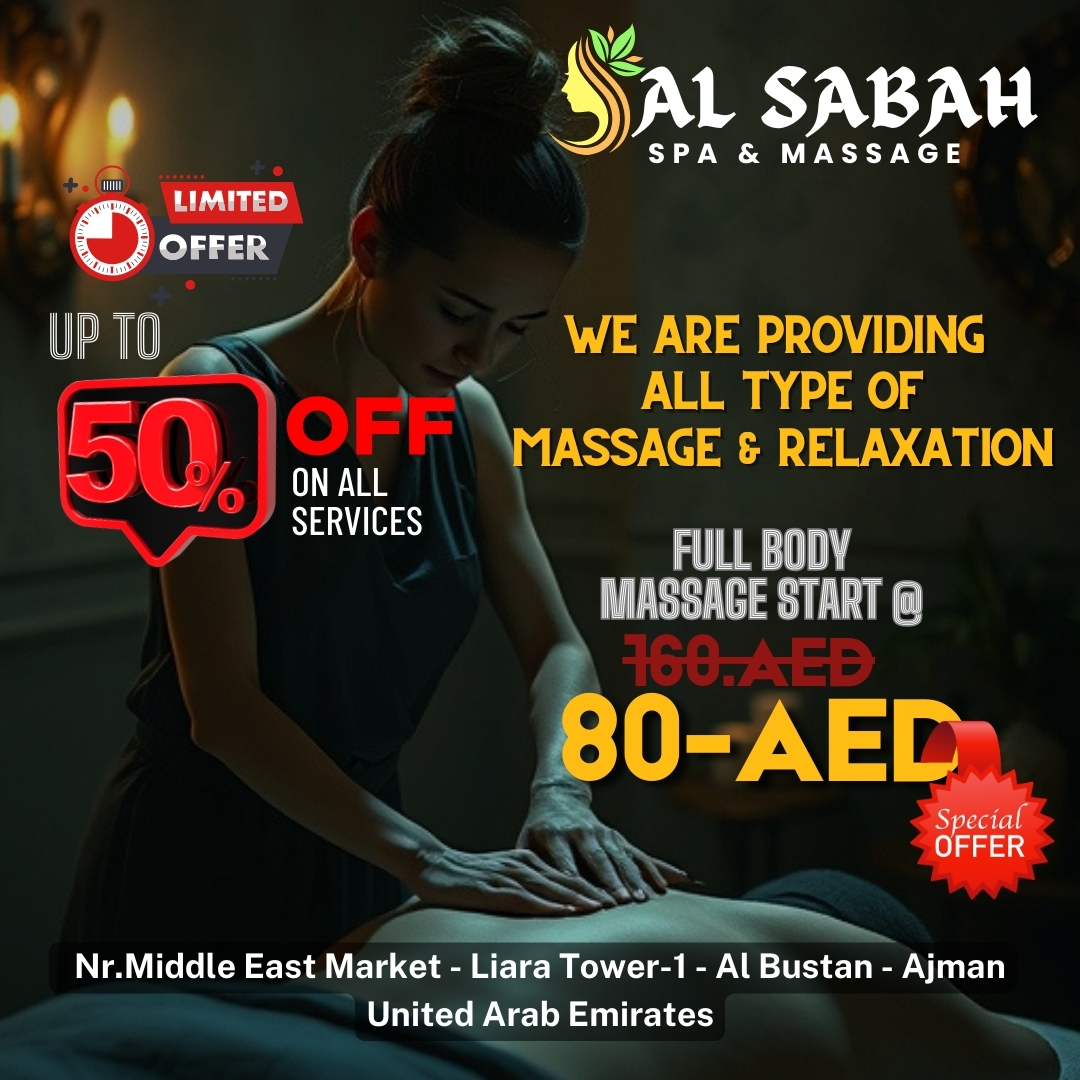 AL SABAH
SPA & MASSAGE
LIMITED
OFFER
UP TO
50%
OFF
ON ALL
SERVICES
WE ARE PROVIDING
ALL TYPE OF
MASSAGE & RELAXATION
FULL BODY
MASSAGE START @
160.AED
80-AED
Special
OFFER
Nr.Middle East Market - Liara Tower-1 - Al Bustan - Ajman
United Arab Emirates